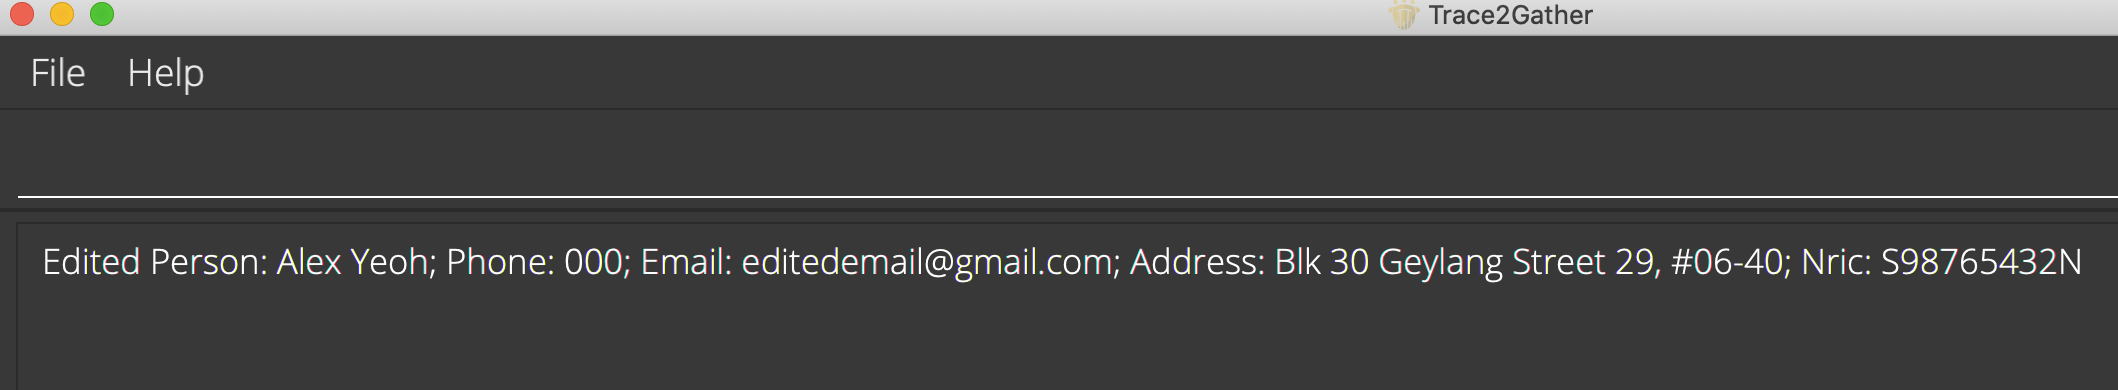 Trace2Gather
File Help
Edited Person: Alex Yeoh; Phone: 000; Email: editedemail@gmail.com; Address: Blk 30 Geylang Street 29, #06-40; Nric: S98765432N